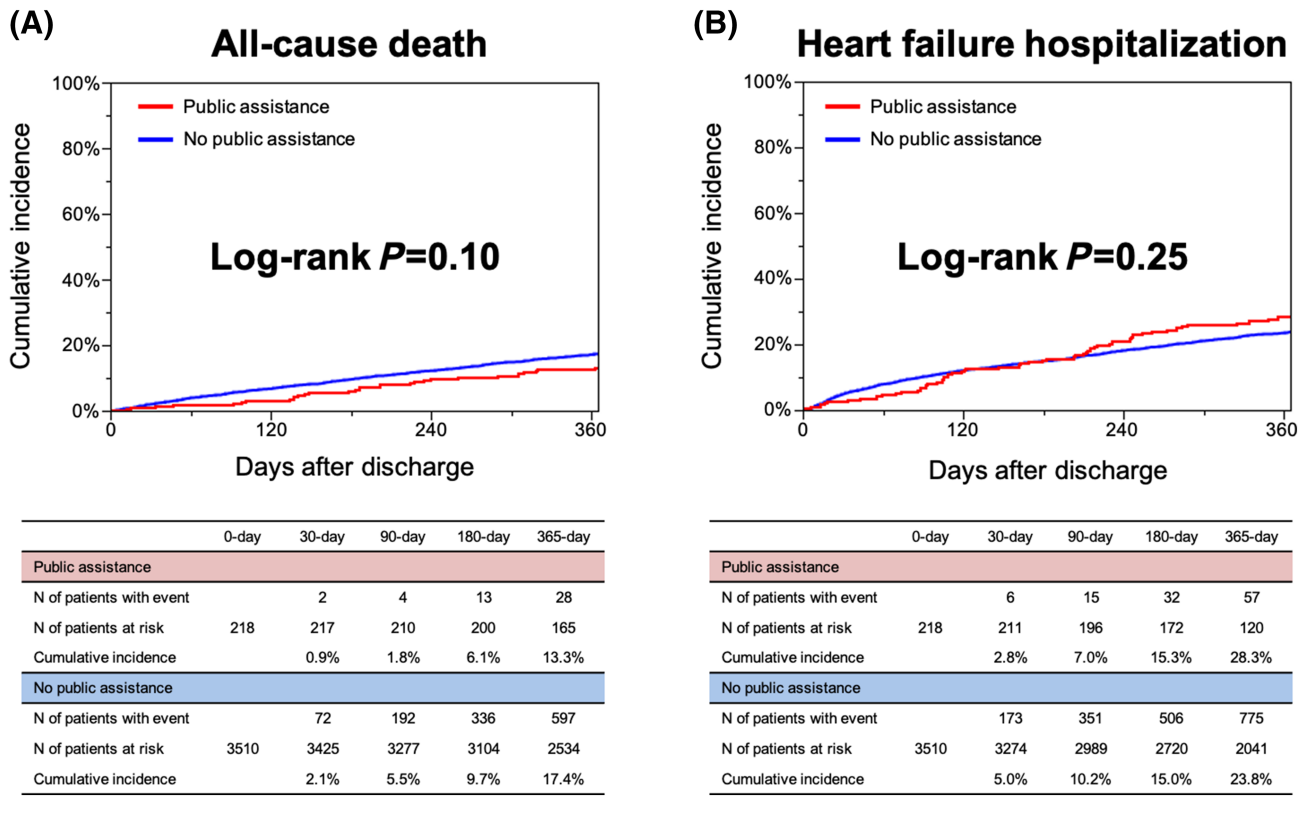 (A)
All-cause death
100%
80%
60%
40%
20%
0%
Cumulative incidence
Public assistance
No public assistance
Log-rank P=0.10
0 120 240 360
Days after discharge
0-day 30-day 90-day 180-day 365-day
Public assistance
N of patients with event 2 4 13 28
N of patients at risk 218 217 210 200 165
Cumulative incidence 0.9% 1.8% 6.1% 13.3%
No public assistance
N of patients with event 72 192 336 597
N of patients at risk 3510 3425 3277 3104 2534
Cumulative incidence 2.1% 5.5% 9.7% 17.4%
(B)
Heart failure hospitalization
100%
80%
60%
40%
20%
0%
Cumulative incidence
Public assistance
No public assistance
Log-rank P=0.25
0 120 240 360
Days after discharge
0-day 30-day 90-day 180-day 365-day
Public assistance
N of patients with event 6 15 32 57
N of patients at risk 218 211 196 172 120
Cumulative incidence 2.8% 7.0% 15.3% 28.3%
No public assistance
N of patients with event 173 351 506 775
N of patients at risk 3510 3274 2989 2720 2041
Cumulative incidence 5.0% 10.2% 15.0% 23.8%